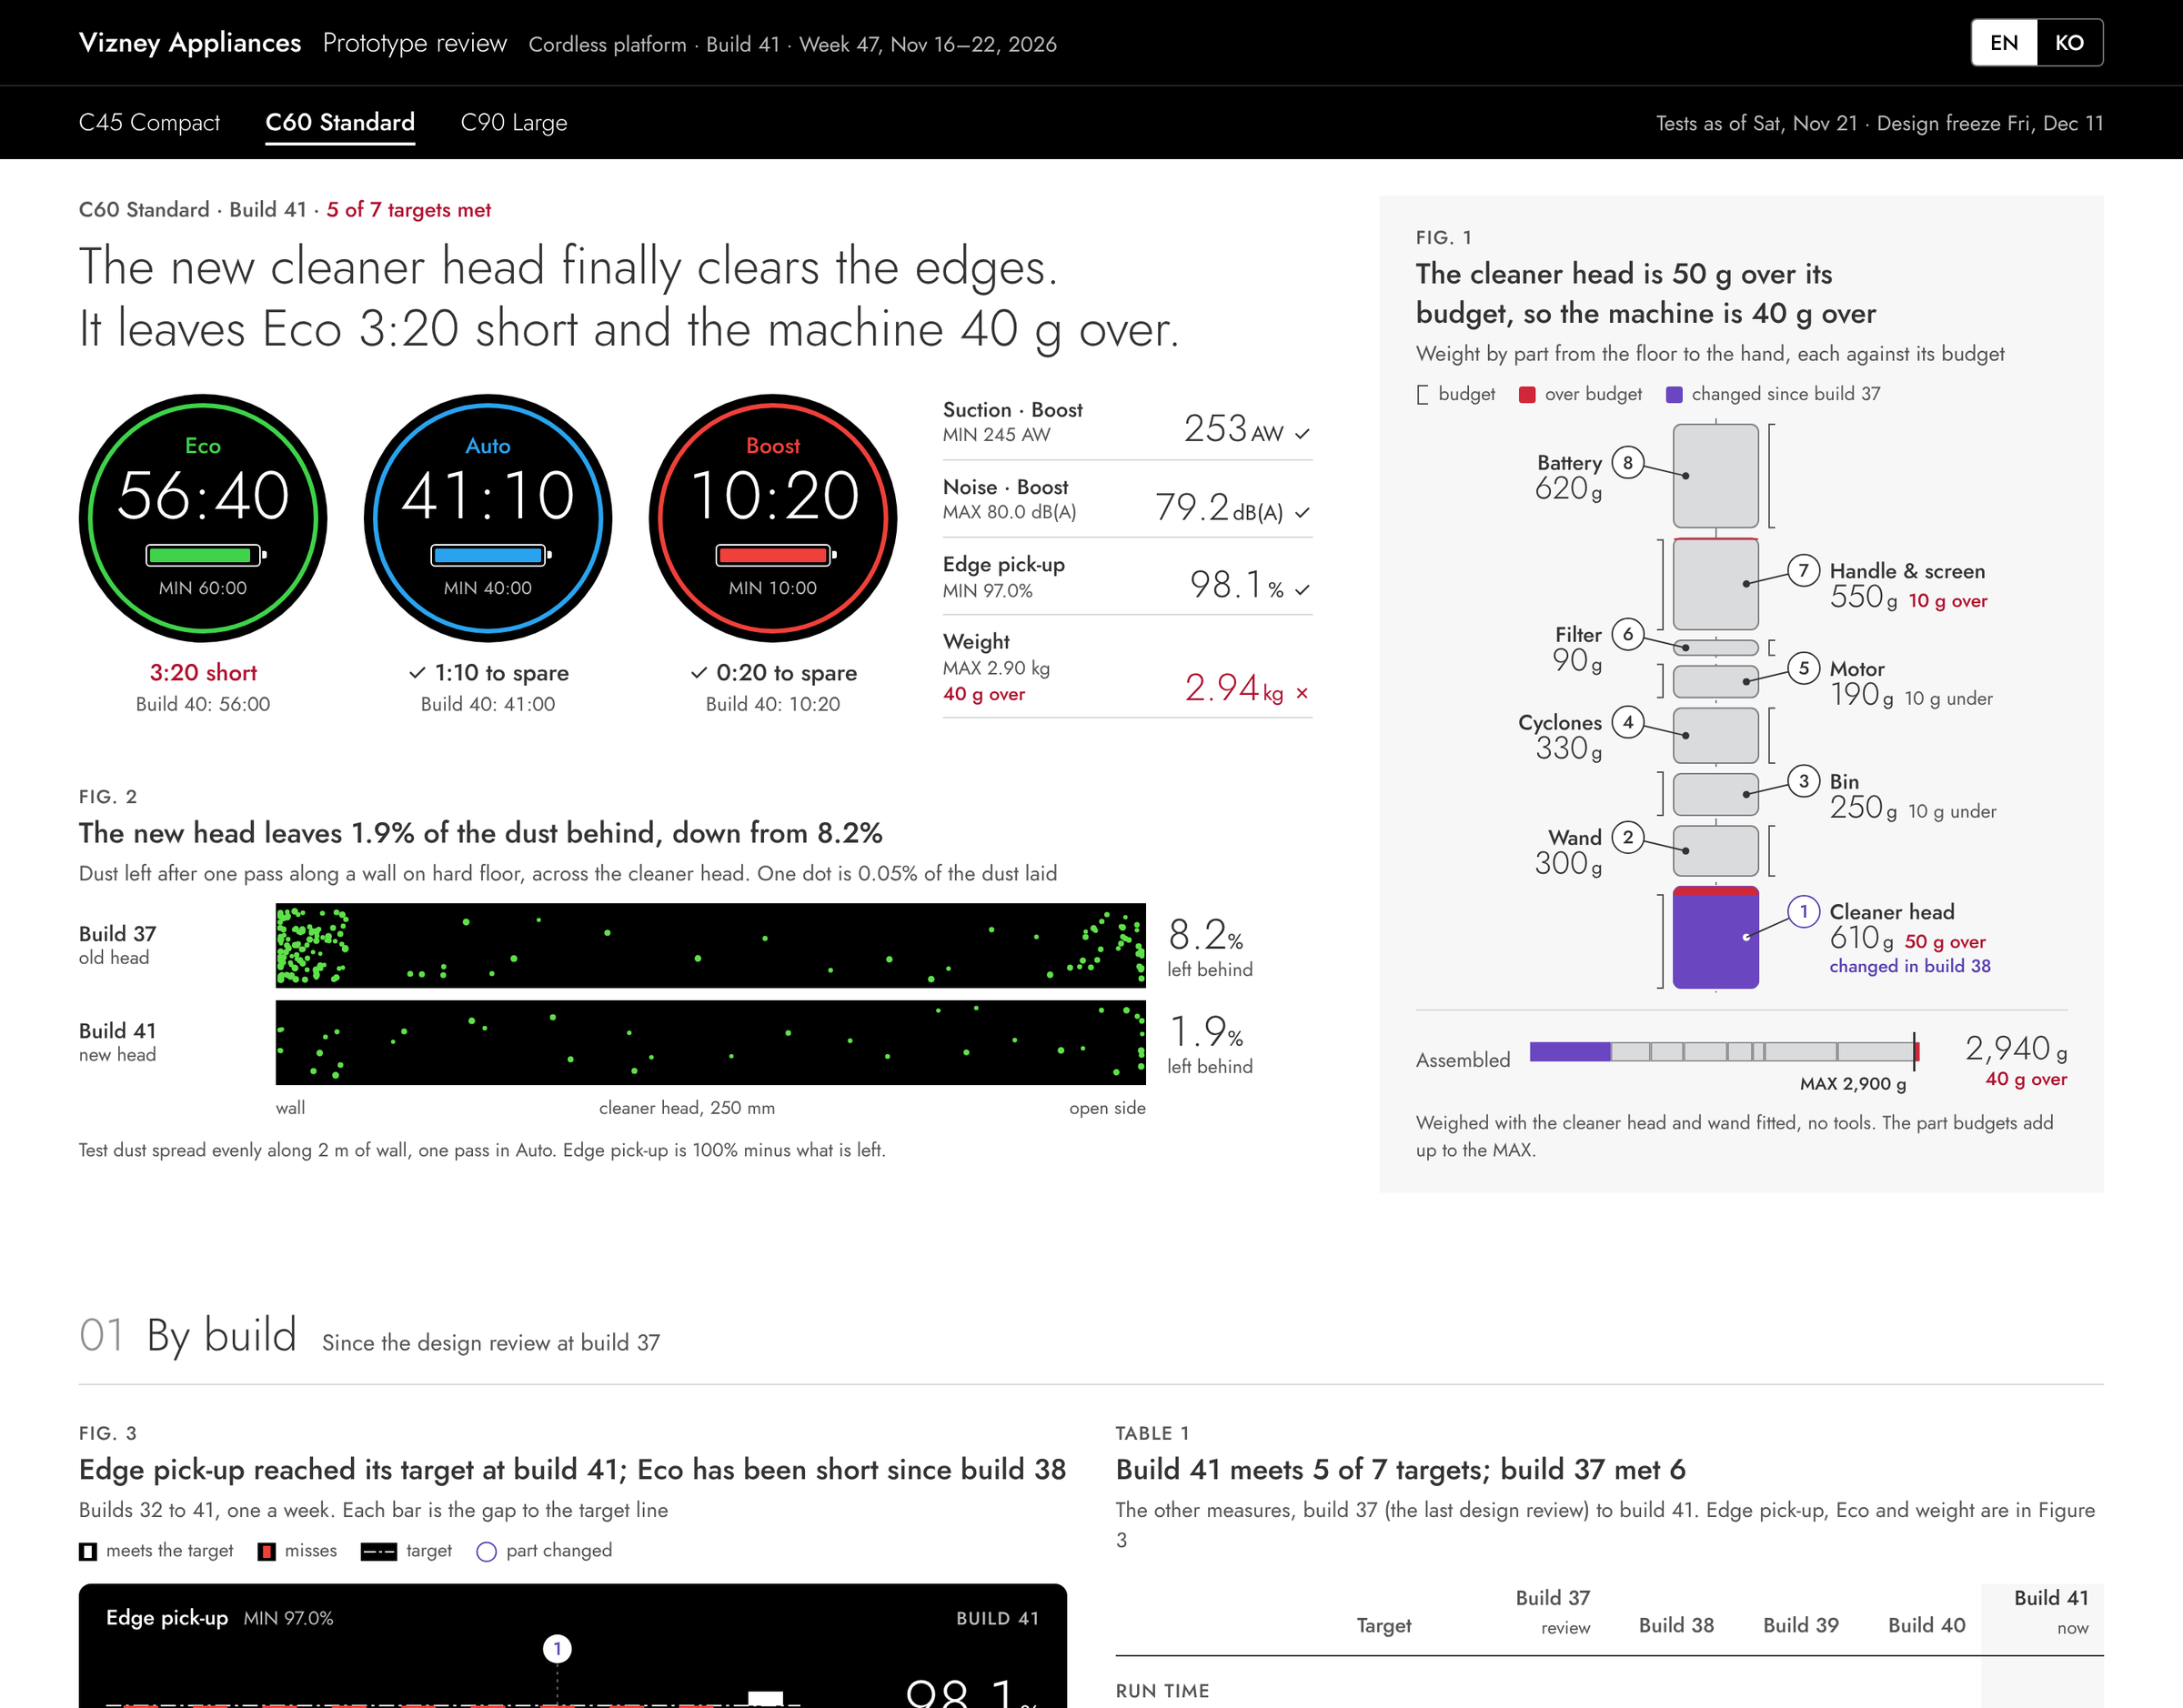 Vizney Appliances Prototype review Cordless platform · Build 41 · Week 47, Nov 16–22, 2026
EN KO
C45 Compact C60 Standard C90 Large
Tests as of Sat, Nov 21 · Design freeze Fri, Dec 11
C60 Standard · Build 41 · 5 of 7 targets met
The new cleaner head finally clears the edges.
It leaves Eco 3:20 short and the machine 40 g over.
Eco
56:40
MIN 60:00
3:20 short
Build 40: 56:00
Auto
41:10
MIN 40:00
✓ 1:10 to spare
Build 40: 41:00
Boost
10:20
MIN 10:00
✓ 0:20 to spare
Build 40: 10:20
Suction · Boost
MIN 245 AW
253 AW ✓
Noise · Boost
MAX 80.0 dB(A)
79.2 dB(A) ✓
Edge pick-up
MIN 97.0%
98.1 % ✓
Weight
MAX 2.90 kg
40 g over
2.94 kg ×
FIG. 1
The cleaner head is 50 g over its
budget, so the machine is 40 g over
Weight by part from the floor to the hand, each against its budget
budget over budget changed since build 37
Battery 8
620 g
7 Handle & screen
550 g 10 g over
Filter 6
90 g
5 Motor
190 g 10 g under
Cyclones 4
330 g
3 Bin
250 g 10 g under
Wand 2
300 g
1 Cleaner head
610 g 50 g over
changed in build 38
Assembled
2,940 g
MAX 2,900 g
40 g over
Weighed with the cleaner head and wand fitted, no tools. The part budgets add
up to the MAX.
FIG. 2
The new head leaves 1.9% of the dust behind, down from 8.2%
Dust left after one pass along a wall on hard floor, across the cleaner head. One dot is 0.05% of the dust laid
Build 37
old head
8.2%
left behind
Build 41
new head
1.9%
left behind
wall cleaner head, 250 mm open side
Test dust spread evenly along 2 m of wall, one pass in Auto. Edge pick-up is 100% minus what is left.
01 By build Since the design review at build 37
FIG. 3
Edge pick-up reached its target at build 41; Eco has been short since build 38
Builds 32 to 41, one a week. Each bar is the gap to the target line
meets the target misses target part changed
Edge pick-up MIN 97.0%
BUILD 41
1
98.1 %
TABLE 1
Build 41 meets 5 of 7 targets; build 37 met 6
The other measures, build 37 (the last design review) to build 41. Edge pick-up, Eco and weight are in Figure
3
Target Build 37 review Build 38 Build 39 Build 40 Build 41 now
RUN TIME